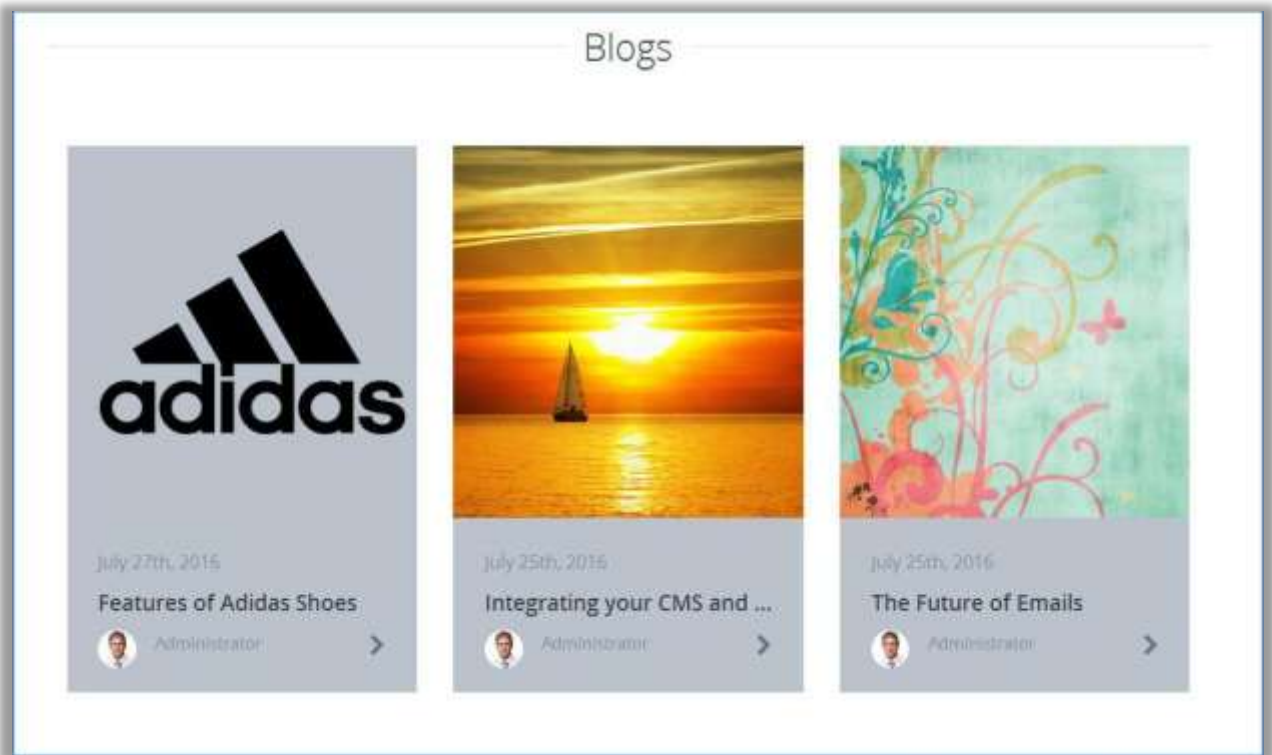 Blogs
adidas
July 27th, 2016
Features of Adidas Shoes
Administrator
July 25th, 2016
Integrating your CMS and ...
Administrator
July 25th, 2016
The Future of Emails
Administrator